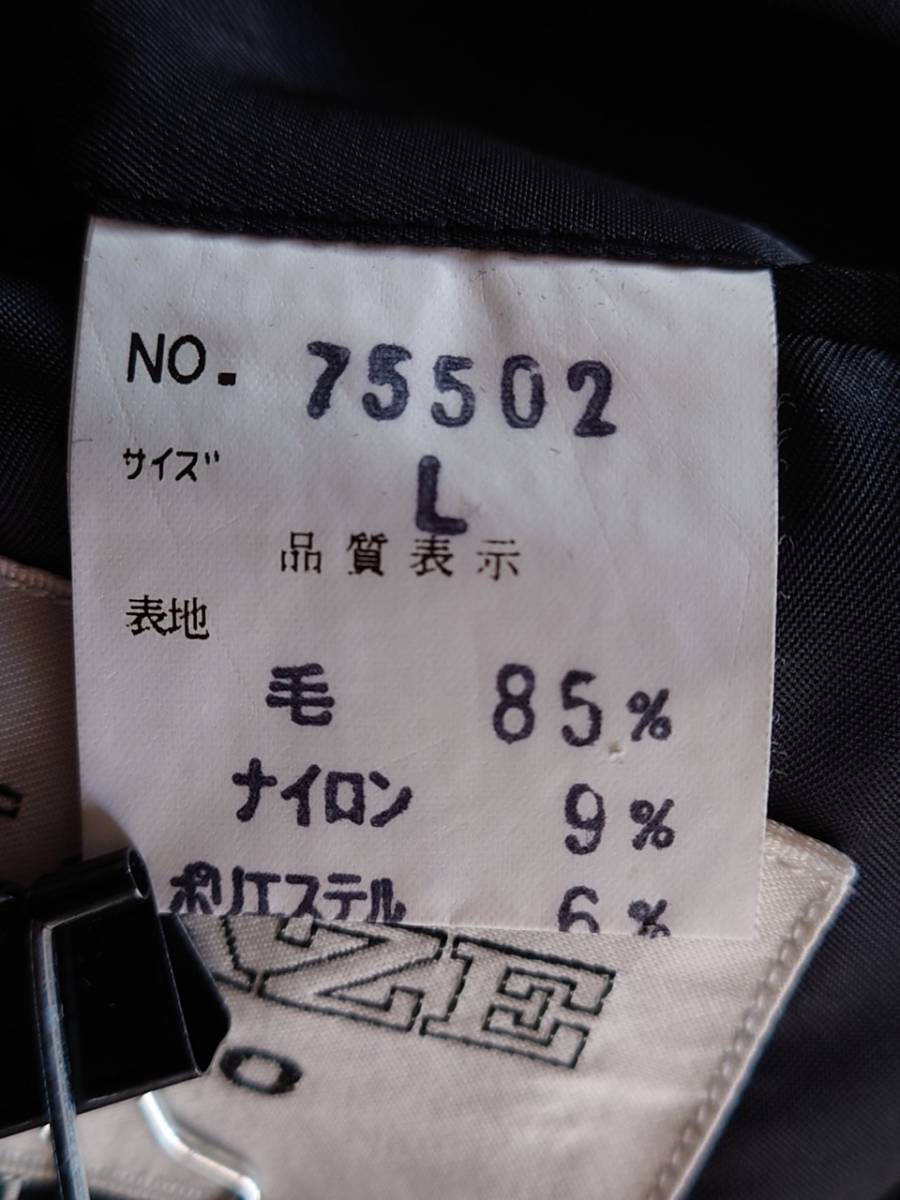 NO. 75502
サイズ L
品質表示
表地
毛 85%
ナイロン 9%
ポリエステル 6%
ZE